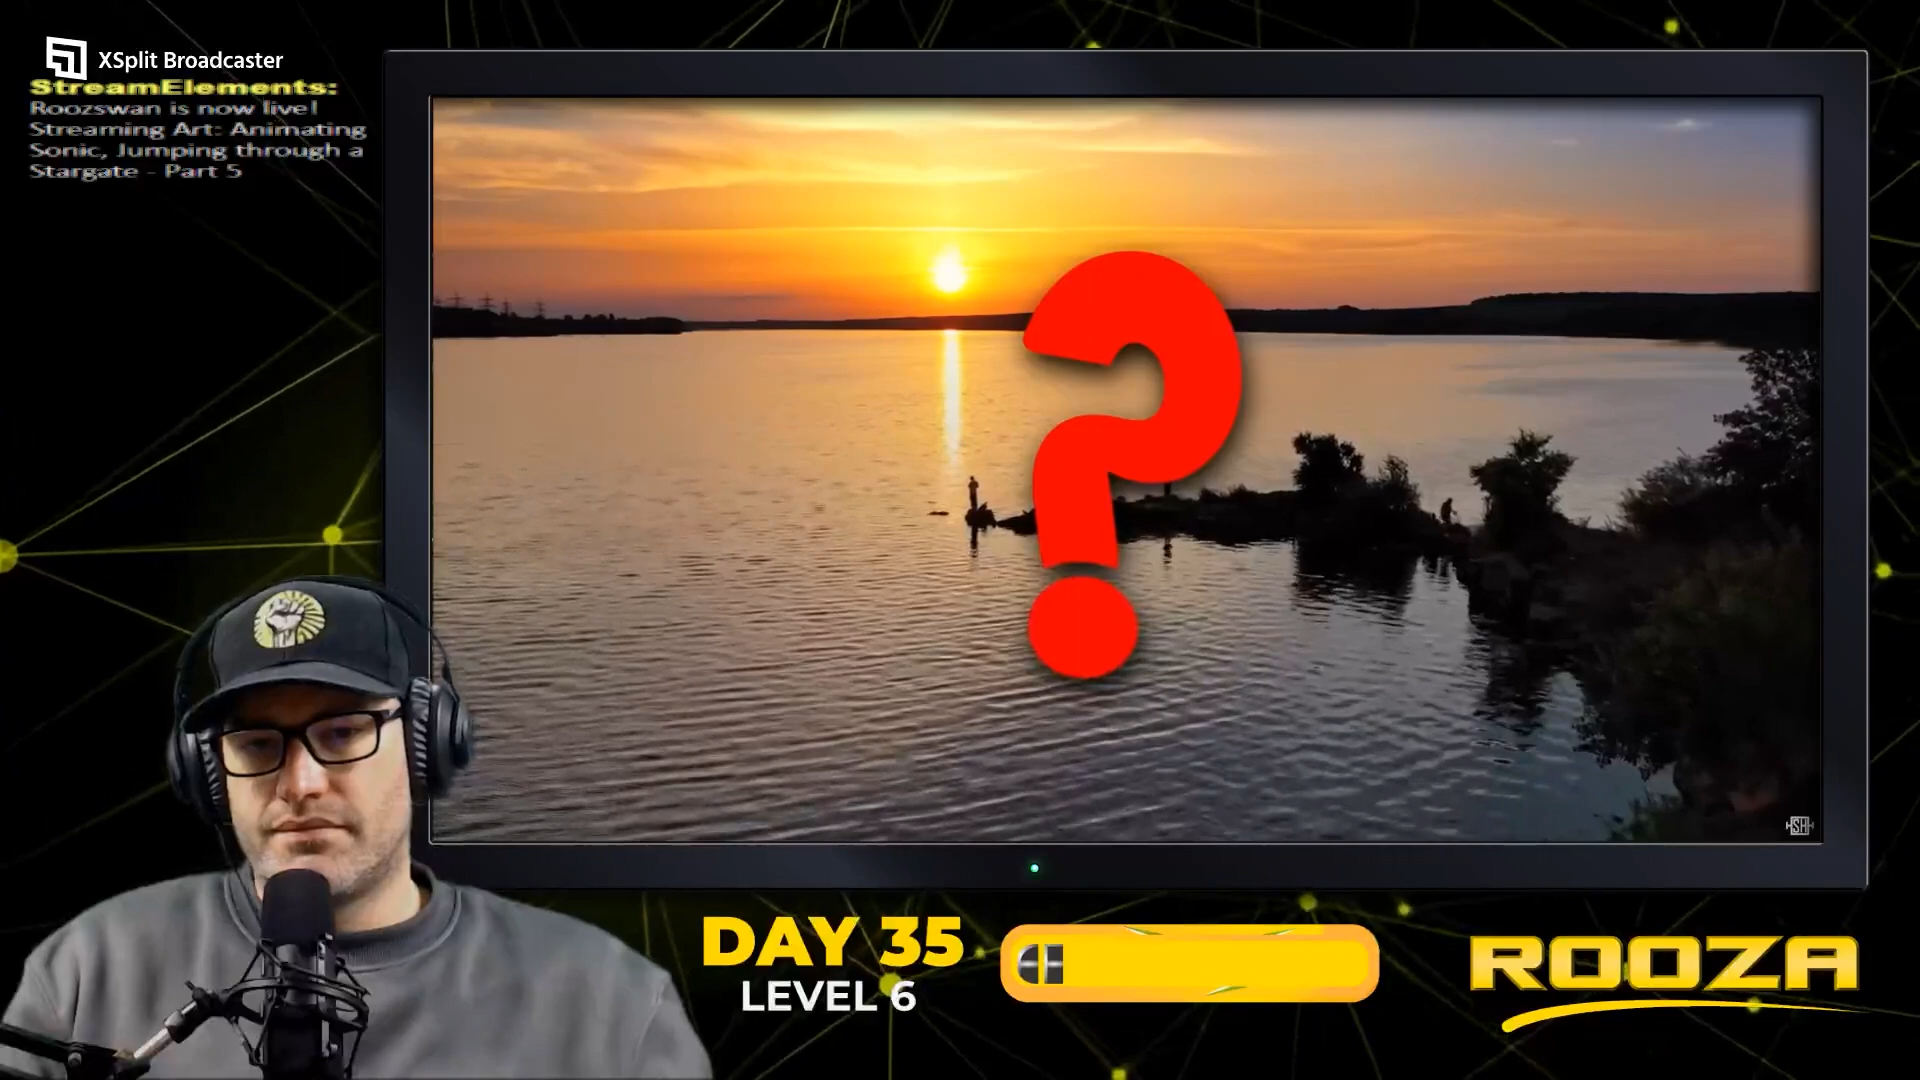 XSplit Broadcaster
StreamElements:
Roozswan is now live!
Streaming Art: Animating
Sonic, Jumping through a
Stargate - Part 5
?
DAY 35
LEVEL 6
ROOZA